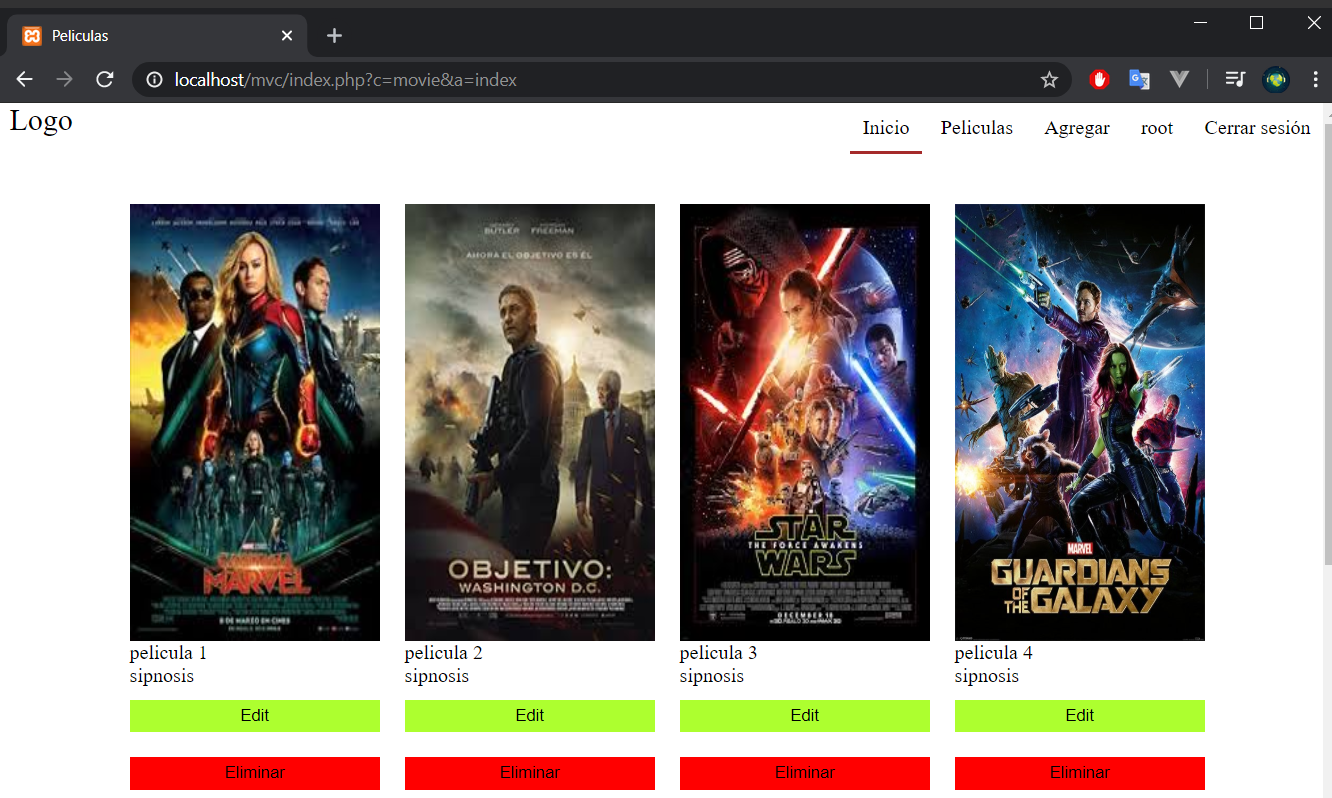 Peliculas
localhost/mvc/index.php?c=movie&a=index
Logo
Inicio Peliculas Agregar root Cerrar sesión
MARVEL
8 DE MARZO EN CINES
BUTLER FREEMAN
AHORA EL OBJETIVO ES ÉL
OBJETIVO:
WASHINGTON D.C.
STAR
THE FORCE AWAKENS
WARS
DECEMBER 18
MARVEL
GUARDIANS
OF THE GALAXY
pelicula 1 pelicula 2 pelicula 3 pelicula 4
sipnosis sipnosis sipnosis sipnosis
Edit Edit Edit Edit
Eliminar Eliminar Eliminar Eliminar